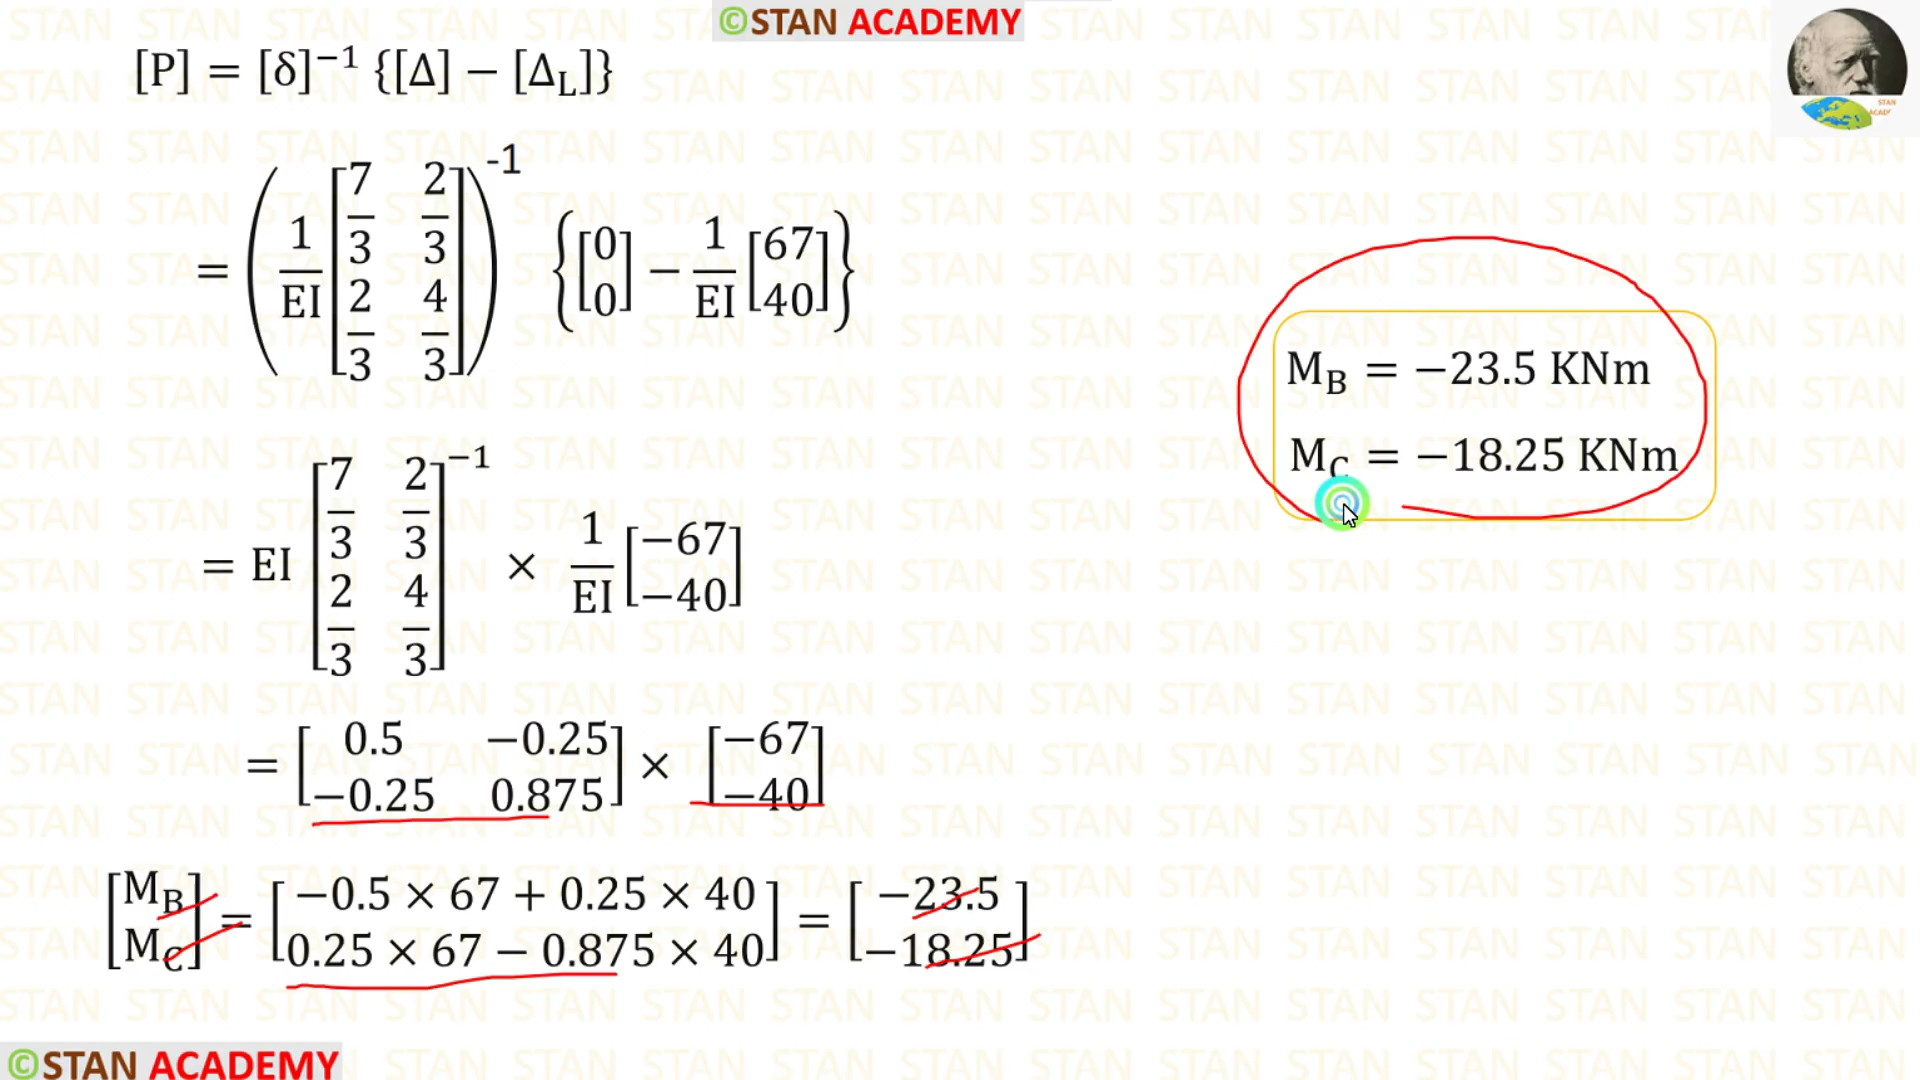 ©STAN ACADEMY
[P] = [δ]⁻¹ {[Δ] − [Δ_L]}
= (1/EI [7/3 2/3; 2/3 4/3])⁻¹ {[0; 0] − 1/EI [67; 40]}
= EI [7/3 2/3; 2/3 4/3]⁻¹ × 1/EI [−67; −40]
= [0.5 −0.25; −0.25 0.875] × [−67; −40]
[M_B; M_C] = [−0.5 × 67 + 0.25 × 40; 0.25 × 67 − 0.875 × 40] = [−23.5; −18.25]
M_B = −23.5 KNm
M_C = −18.25 KNm
STAN
ACADEMY
©STAN ACADEMY